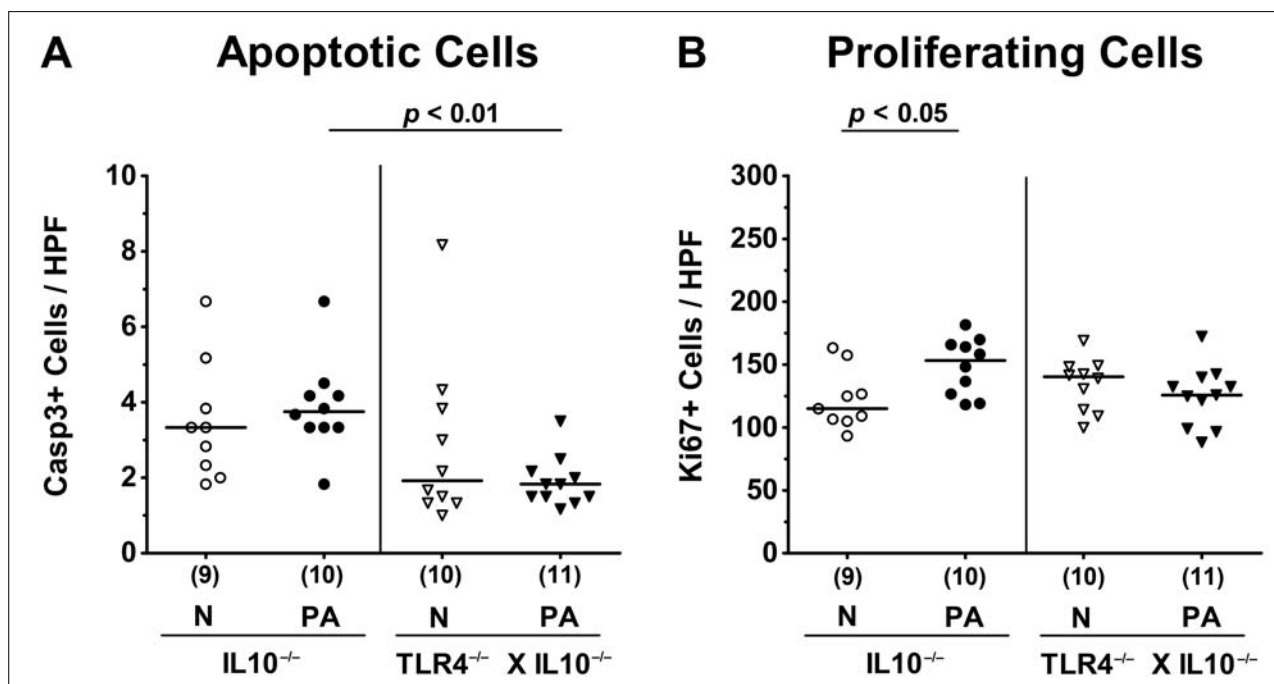 A Apoptotic Cells
p < 0.01
Casp3+ Cells / HPF
10
8
6
4
2
0
(9) (10) (10) (11)
N PA N PA
IL10−/− TLR4−/− X IL10−/−
B Proliferating Cells
p < 0.05
Ki67+ Cells / HPF
300
250
200
150
100
50
0
(9) (10) (10) (11)
N PA N PA
IL10−/− TLR4−/− X IL10−/−